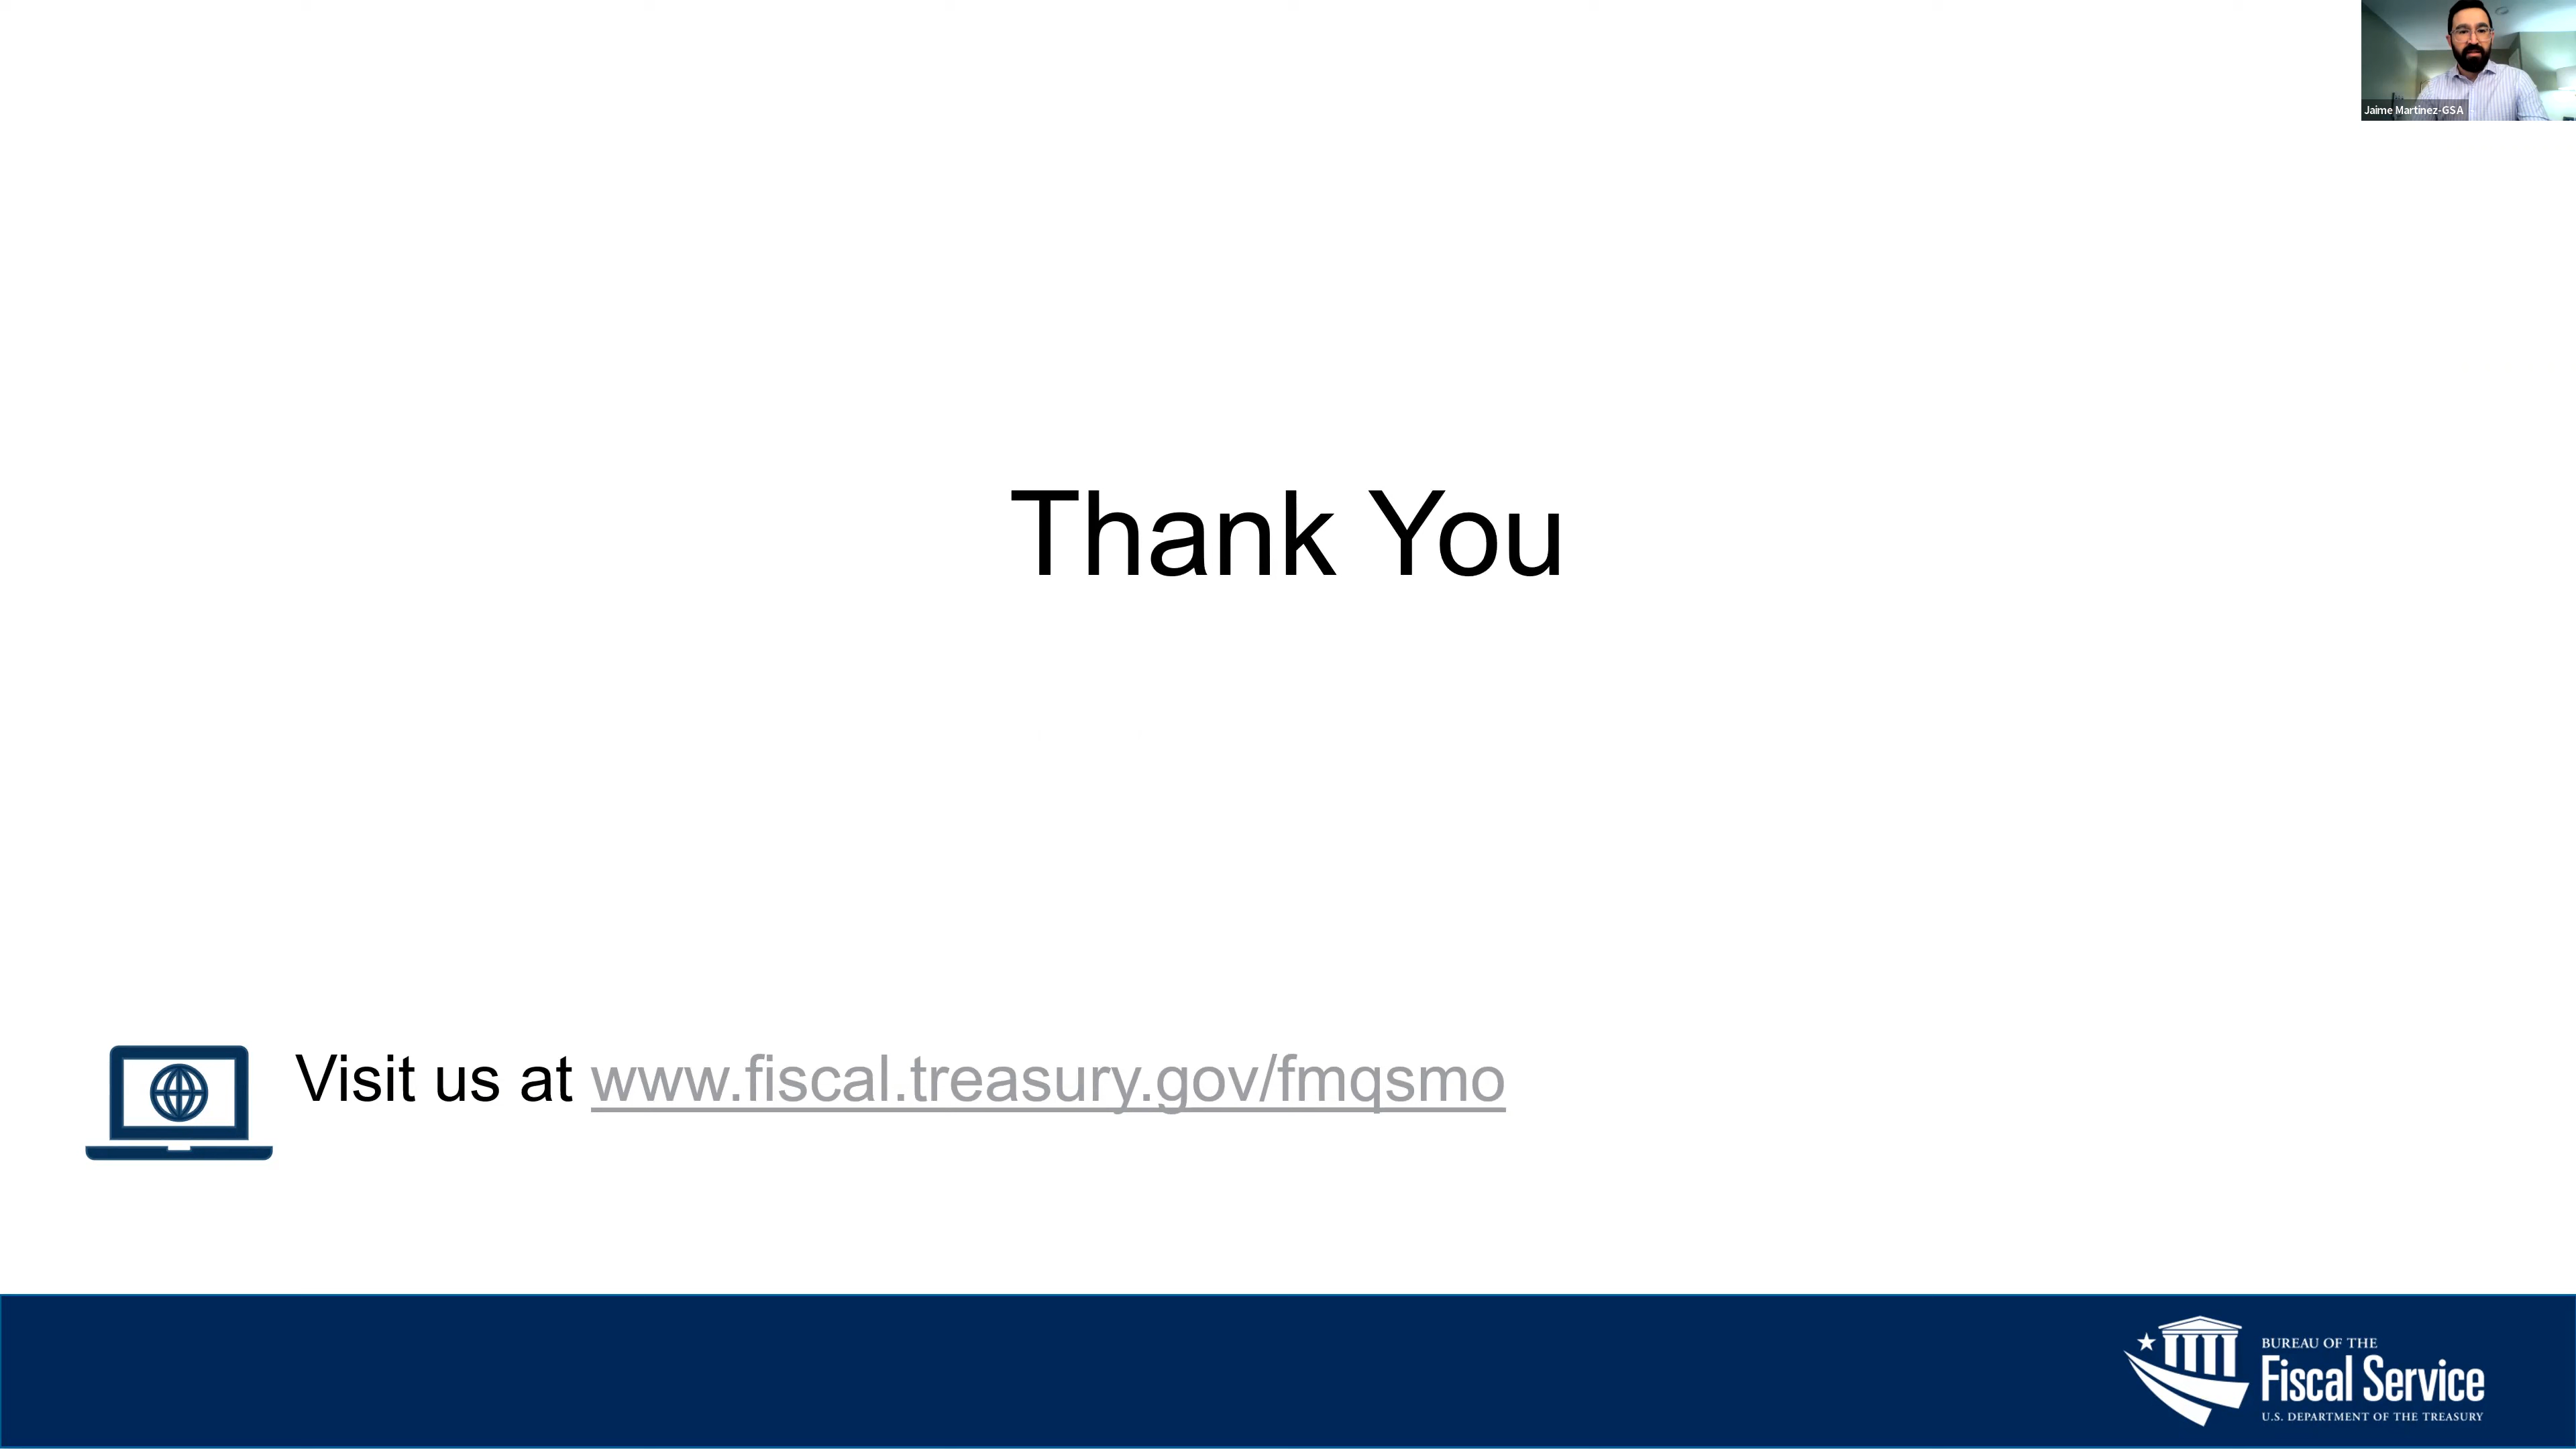 Jaime Martinez-GSA
Thank You
Visit us at www.fiscal.treasury.gov/fmqsmo
BUREAU OF THE
Fiscal Service
U.S. DEPARTMENT OF THE TREASURY